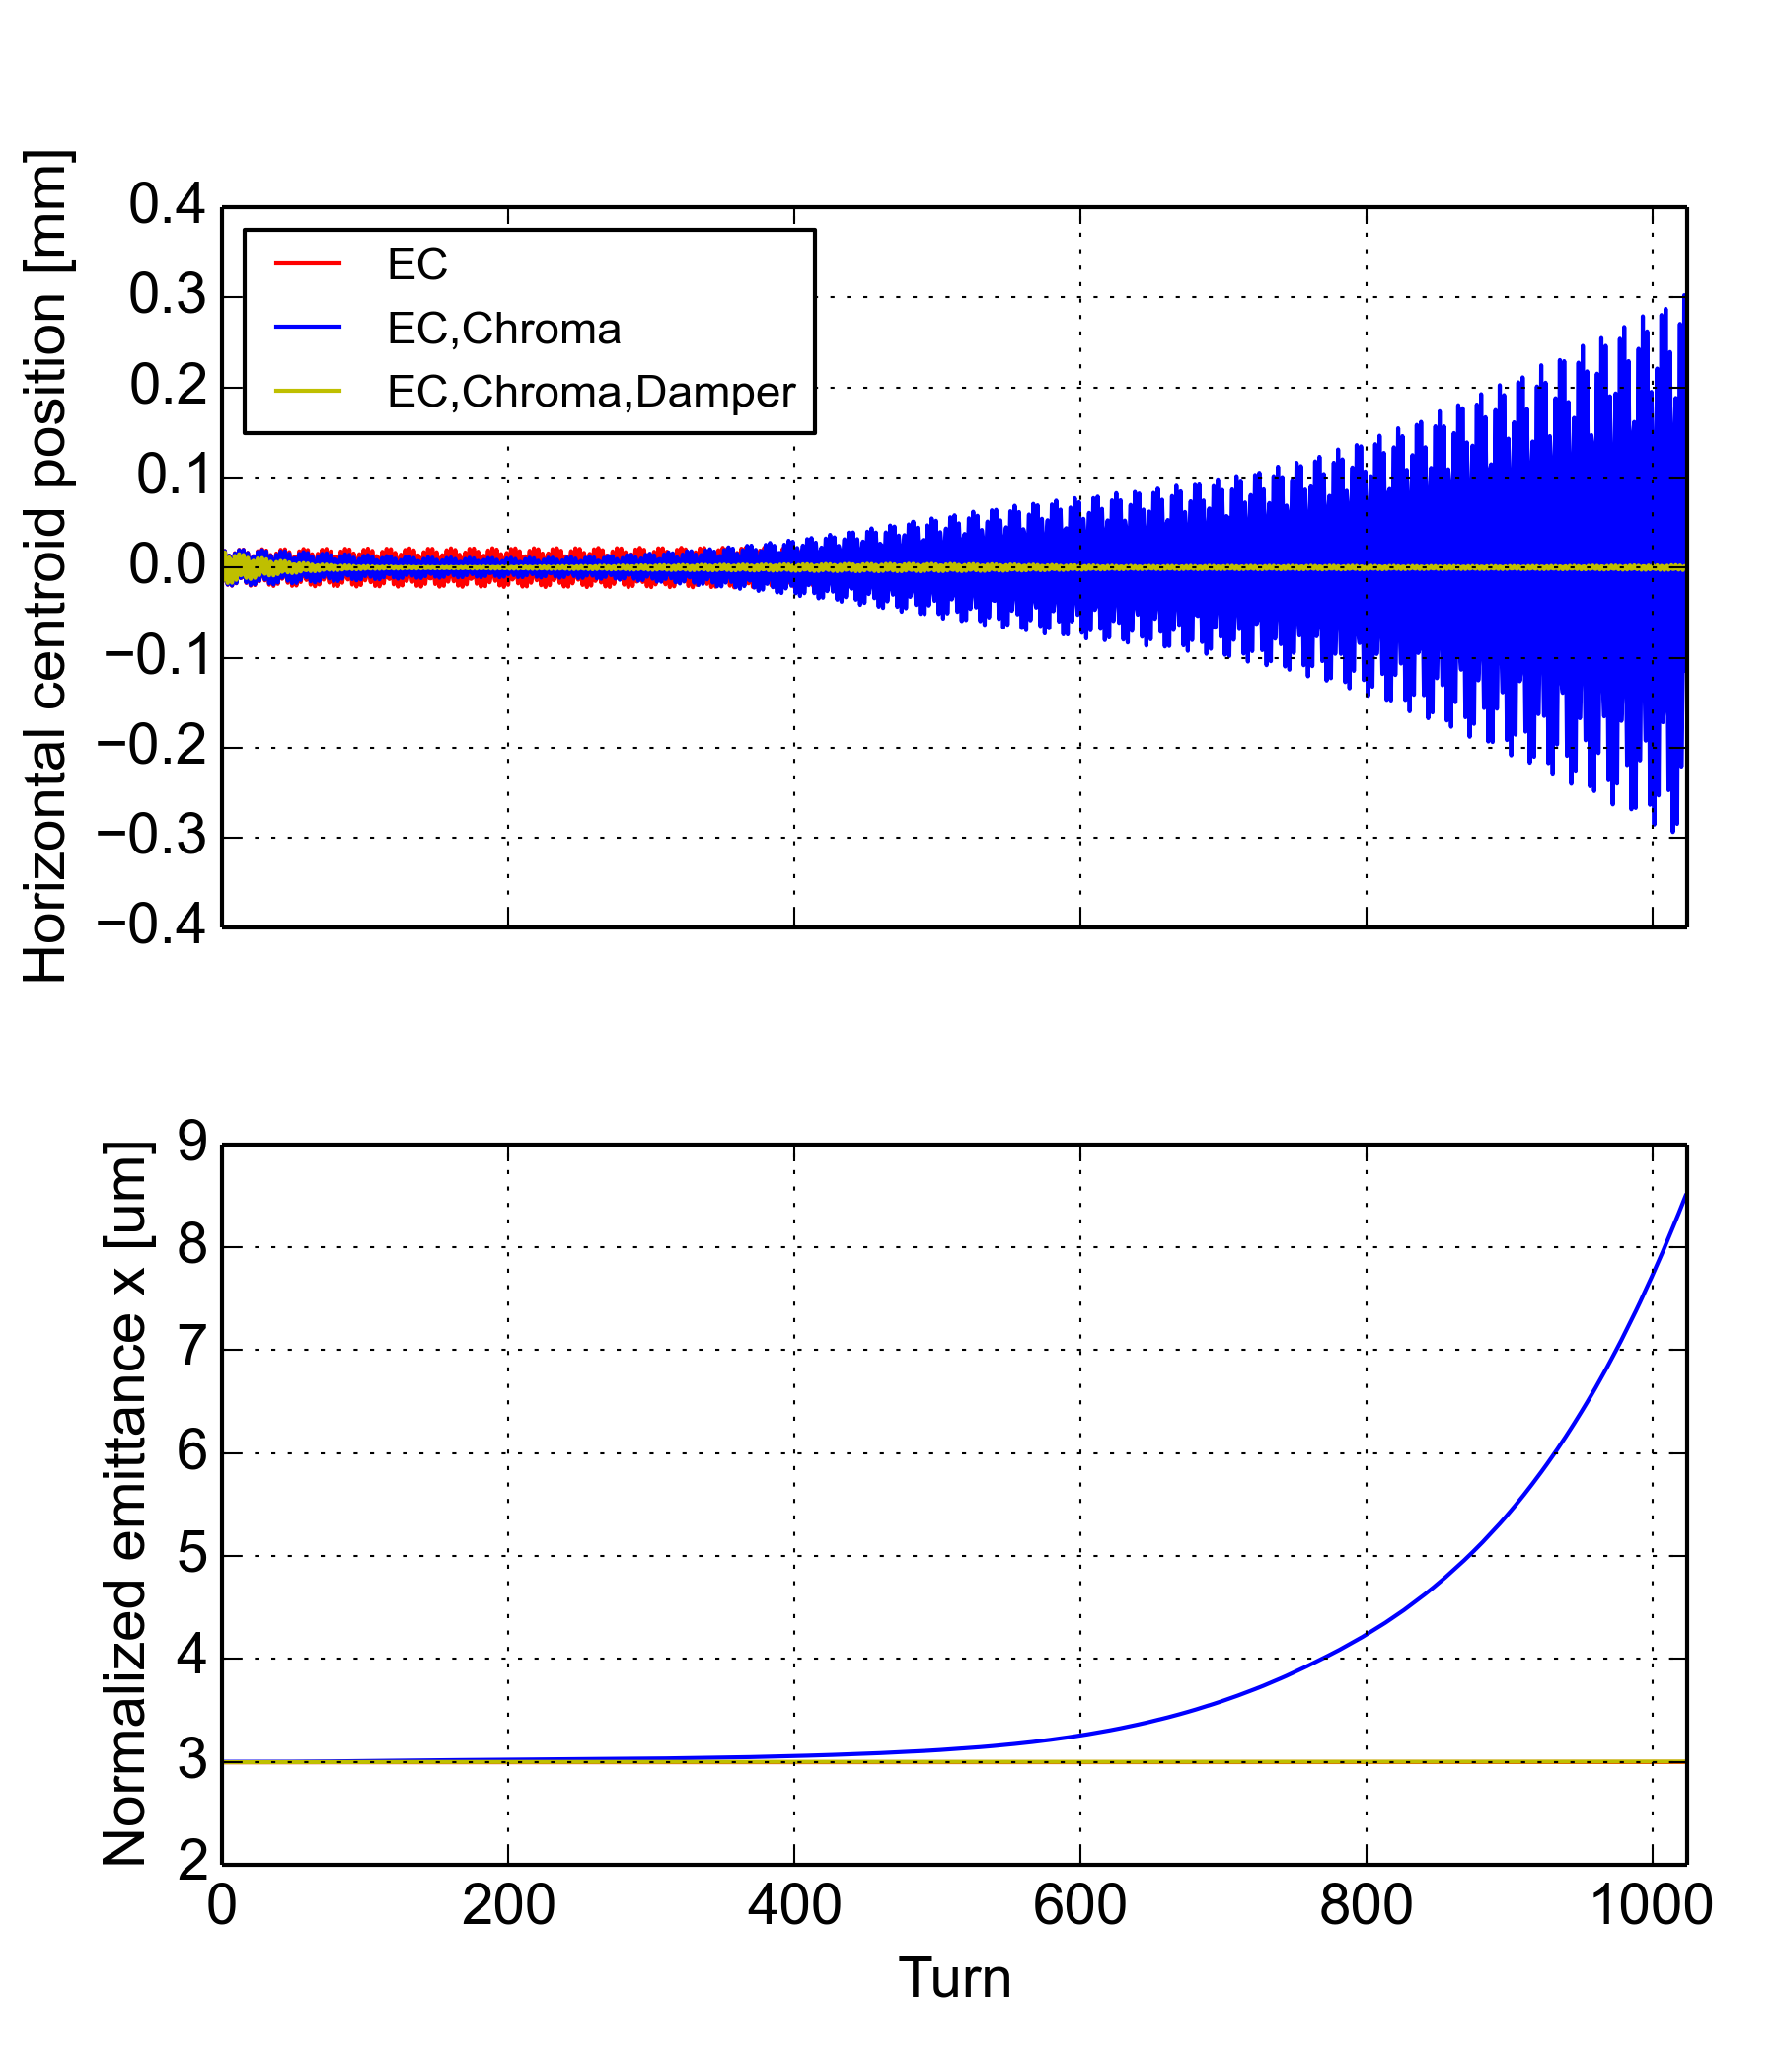 Horizontal centroid position [mm]
0.4
0.3
0.2
0.1
0.0
−0.1
−0.2
−0.3
−0.4
EC
EC,Chroma
EC,Chroma,Damper
Normalized emittance x [um]
9
8
7
6
5
4
3
2
0 200 400 600 800 1000
Turn